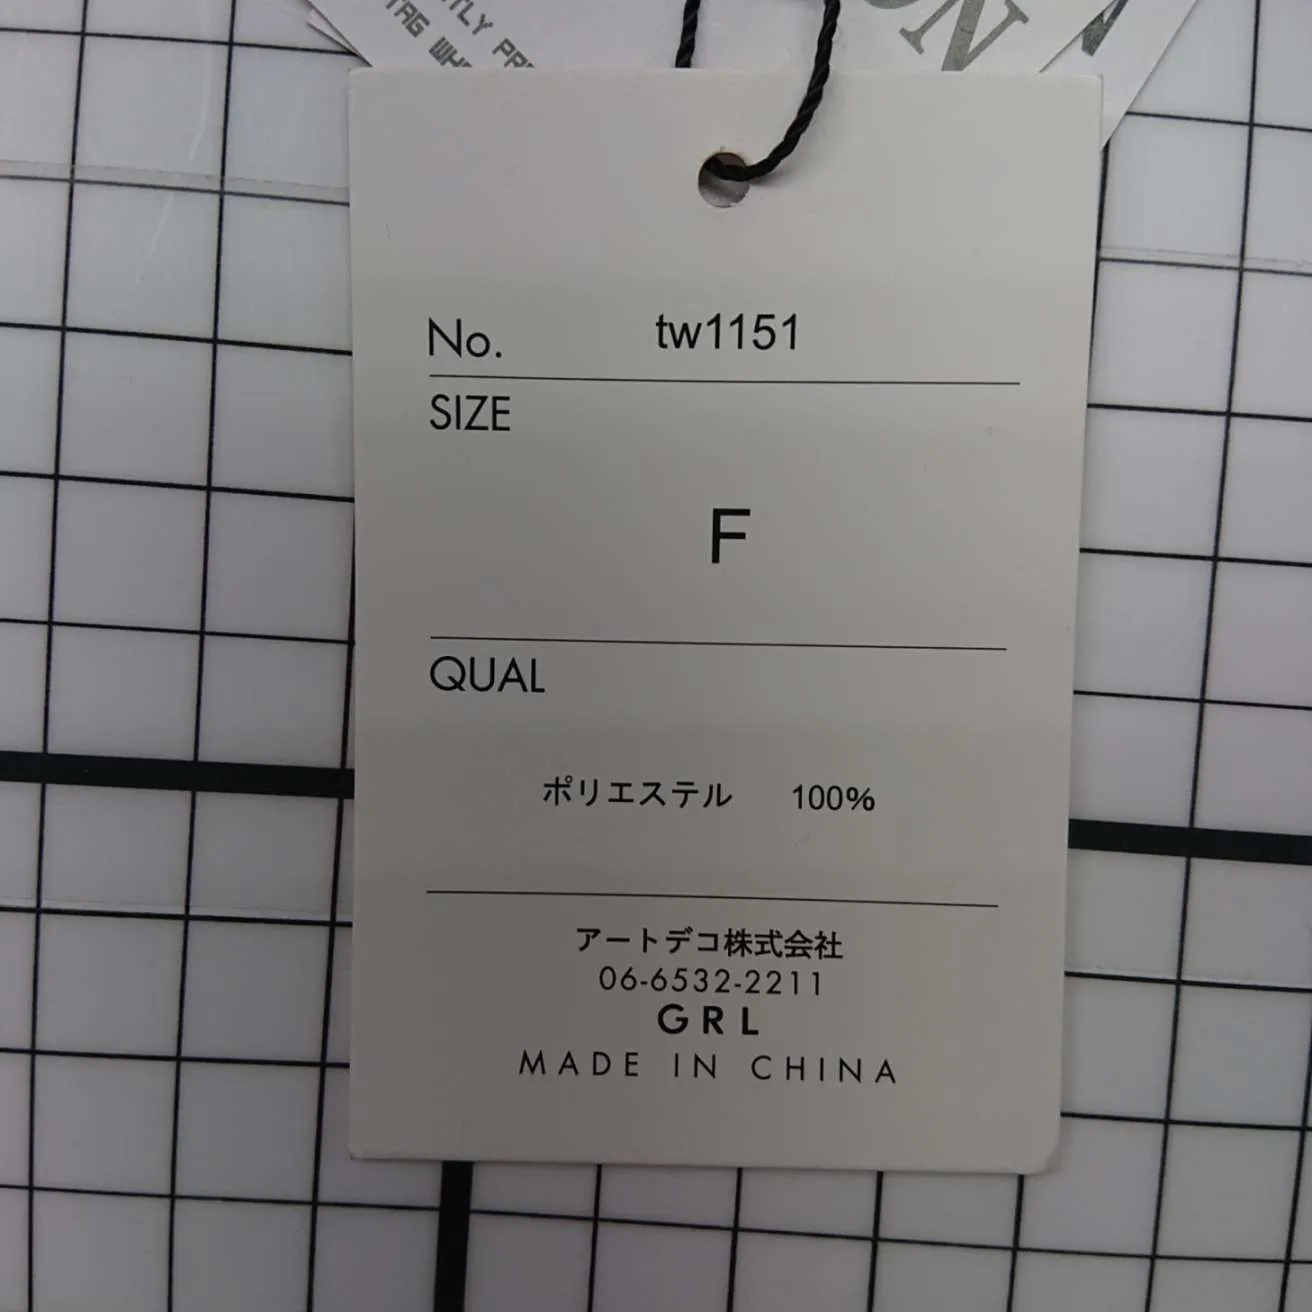 No. tw1151
SIZE
F
QUAL
ポリエステル 100%
アートデコ株式会社
06-6532-2211
GRL
MADE IN CHINA